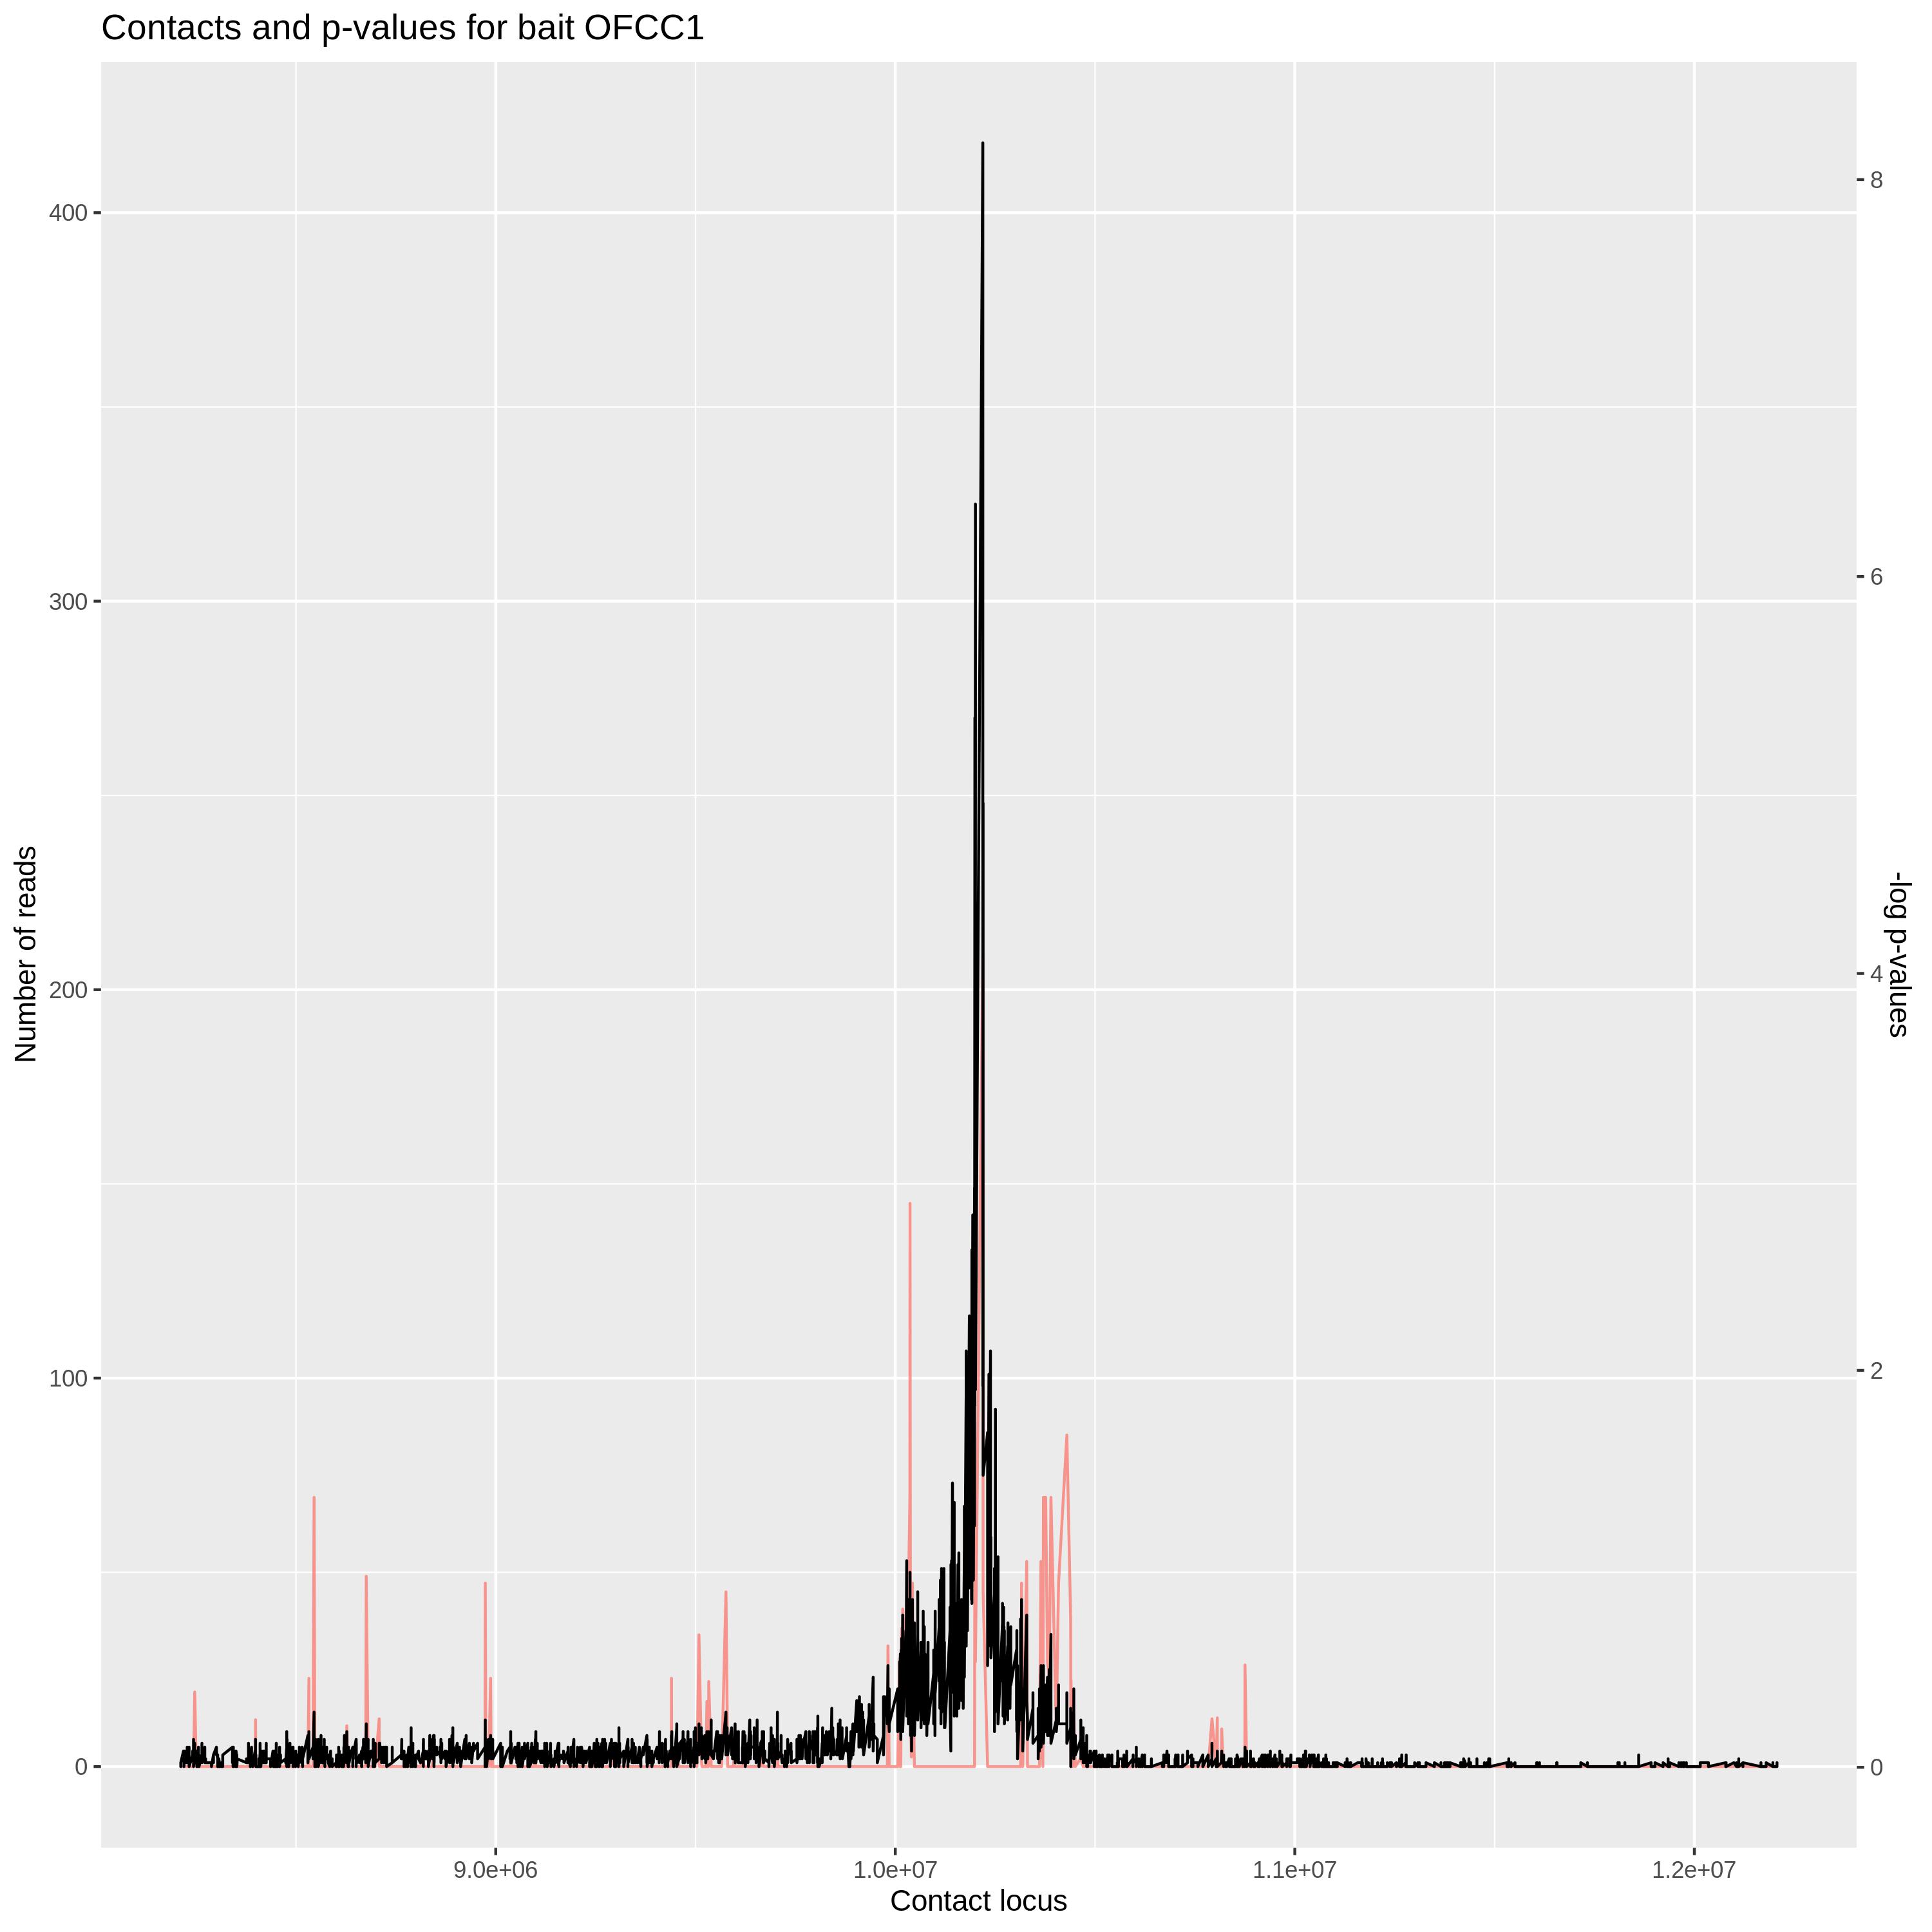 Contacts and p-values for bait OFCC1
400
300
200
100
0
Number of reads
8
6
4
2
0
-log p-values
9.0e+06
1.0e+07
1.1e+07
1.2e+07
Contact locus